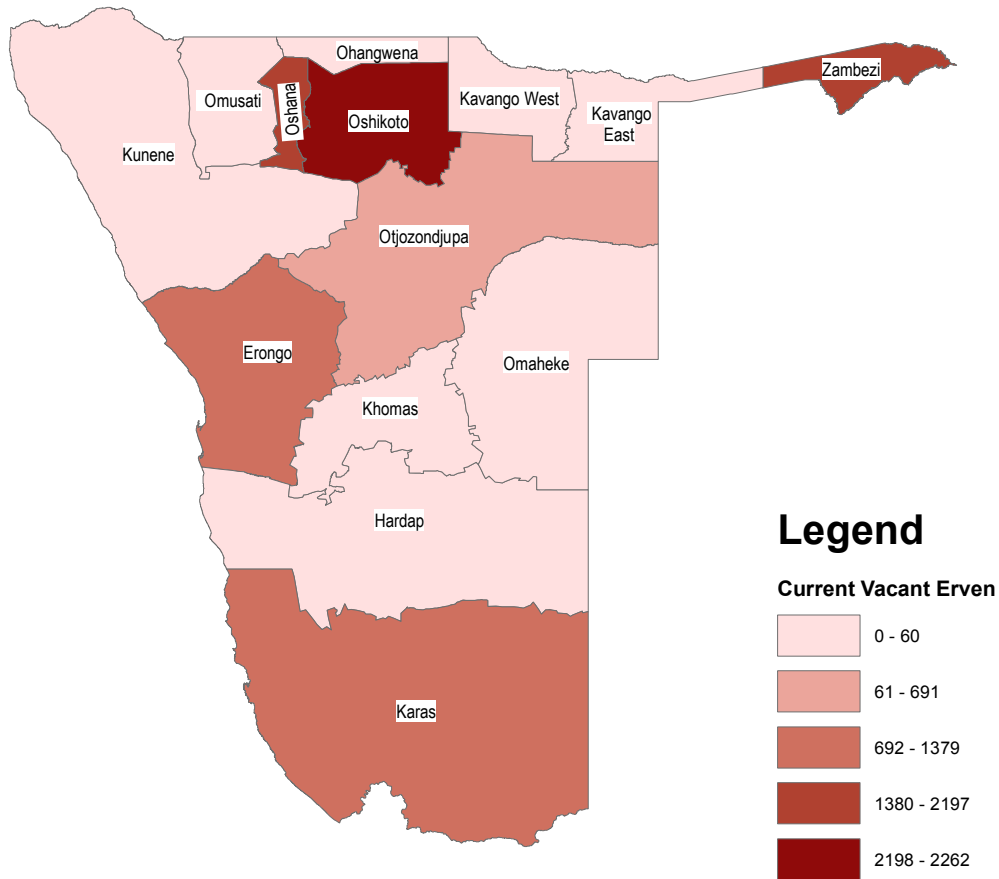 Ohangwena
Zambezi
Omusati
Oshana
Kavango West
Oshikoto
Kavango
East
Kunene
Otjozondjupa
Erongo
Omaheke
Khomas
Hardap
Karas
Legend
Current Vacant Erven
0 - 60
61 - 691
692 - 1379
1380 - 2197
2198 - 2262